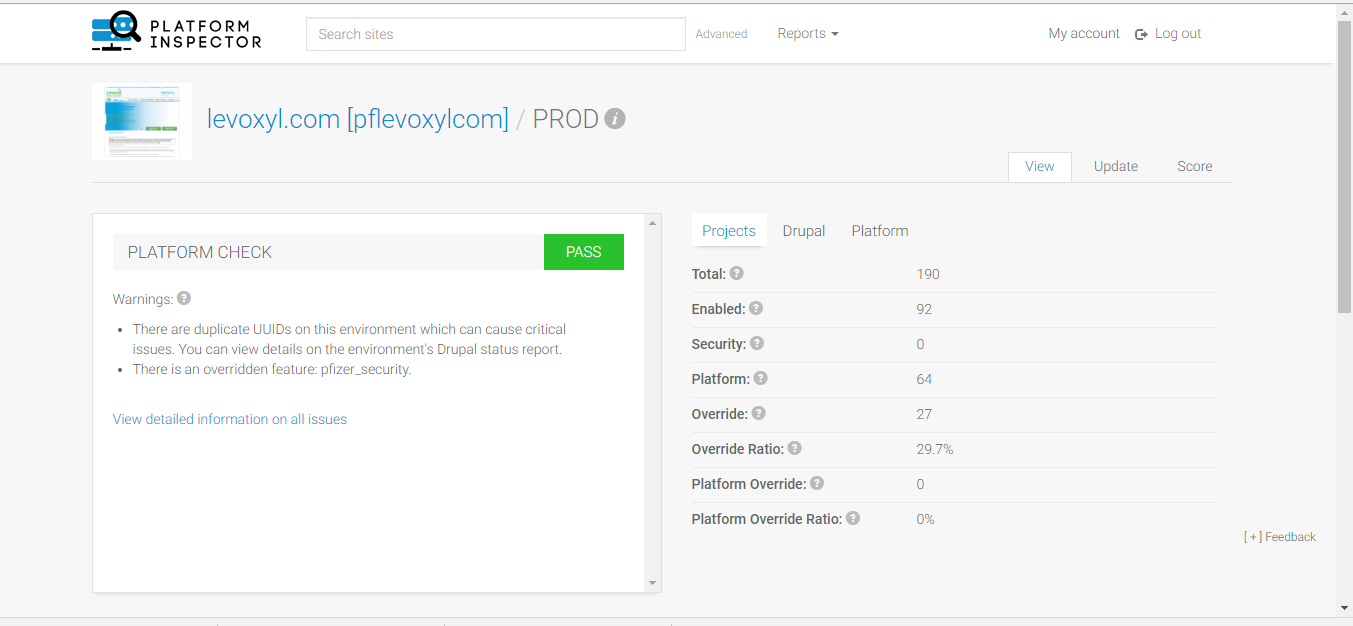 PLATFORM
INSPECTOR
Search sites
Advanced
Reports
My account
Log out
levoxyl.com [pflevoxylcom] / PROD
View
Update
Score
PLATFORM CHECK
PASS
Warnings:
There are duplicate UUIDs on this environment which can cause critical
issues. You can view details on the environment's Drupal status report.
There is an overridden feature: pfizer_security.
View detailed information on all issues
Projects
Drupal
Platform
Total: 190
Enabled: 92
Security: 0
Platform: 64
Override: 27
Override Ratio: 29.7%
Platform Override: 0
Platform Override Ratio: 0%
[ + ] Feedback